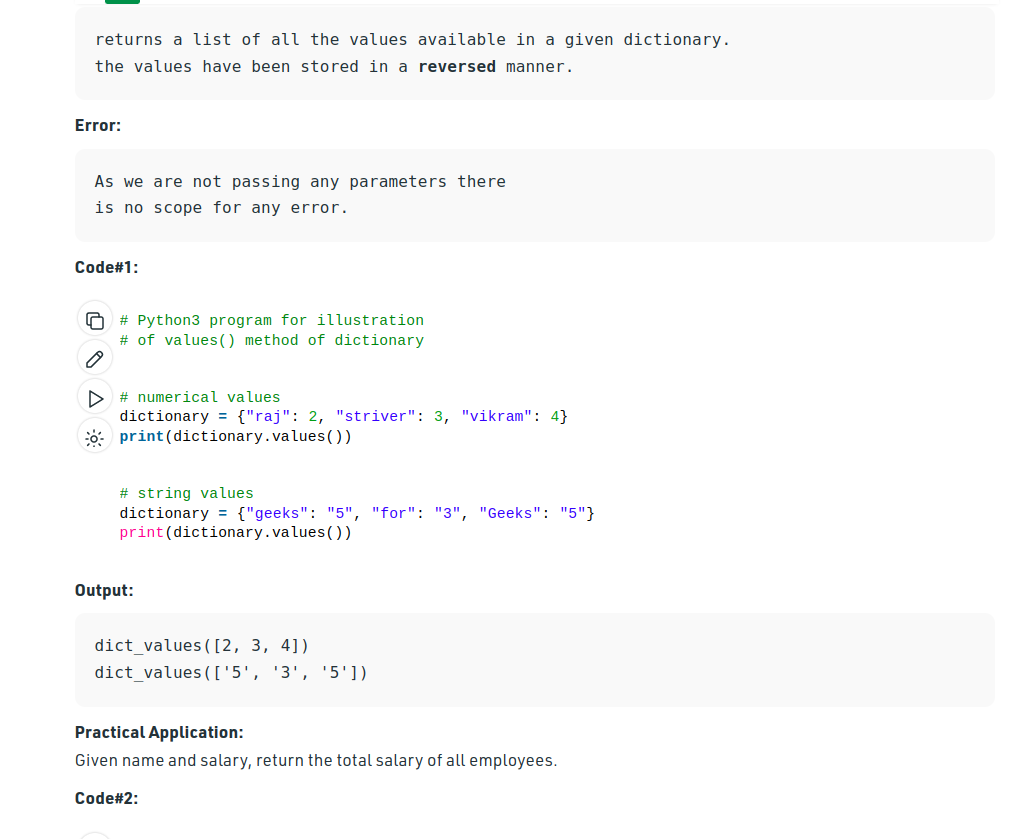 returns a list of all the values available in a given dictionary.
the values have been stored in a reversed manner.
Error:
As we are not passing any parameters there
is no scope for any error.
Code#1:
# Python3 program for illustration
# of values() method of dictionary
# numerical values
dictionary = {"raj": 2, "striver": 3, "vikram": 4}
print(dictionary.values())
# string values
dictionary = {"geeks": "5", "for": "3", "Geeks": "5"}
print(dictionary.values())
Output:
dict_values([2, 3, 4])
dict_values(['5', '3', '5'])
Practical Application:
Given name and salary, return the total salary of all employees.
Code#2: